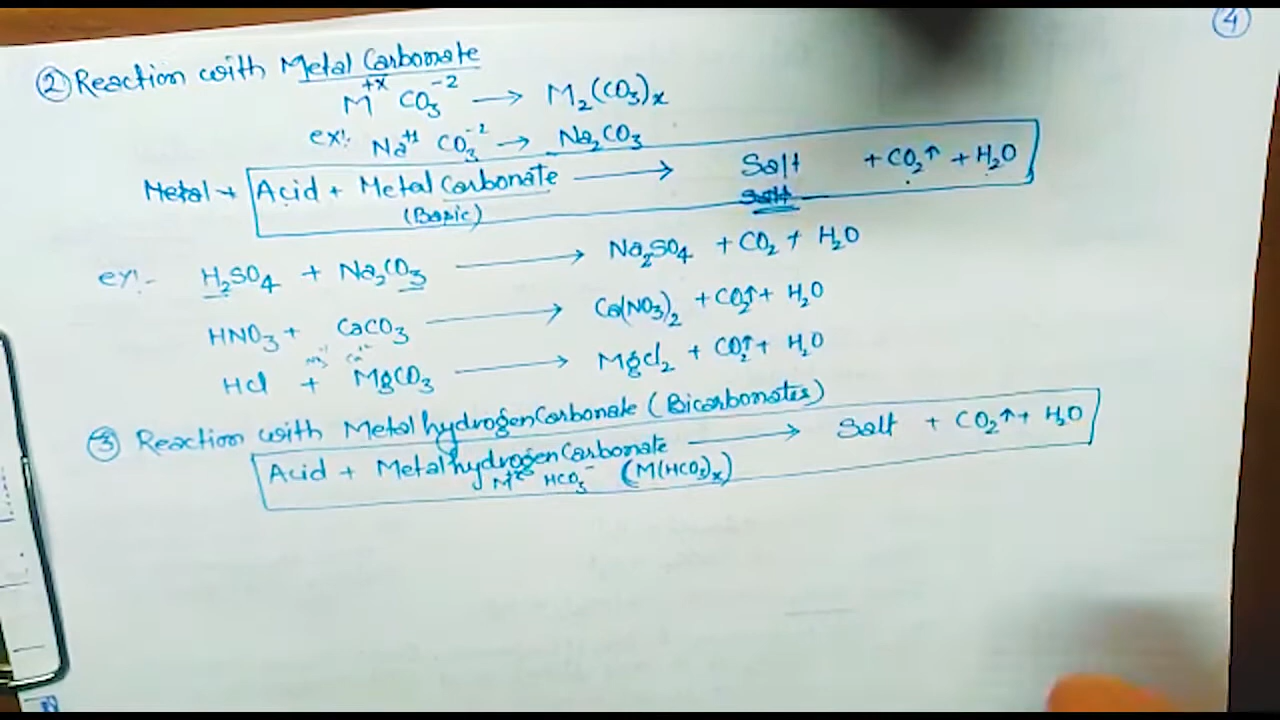 4
② Reaction with Metal Carbonate
M⁺ˣ CO₃⁻² → M₂(CO₃)ₓ
ex:- Na⁺¹ CO₃⁻² → Na₂CO₃
Metal + Acid + Metal Carbonate → Salt + CO₂↑ + H₂O
(Basic) Salt
ex:- H₂SO₄ + Na₂CO₃ → Na₂SO₄ + CO₂ + H₂O
HNO₃ + CaCO₃ → Ca(NO₃)₂ + CO₂↑ + H₂O
HCl + MgCO₃ → MgCl₂ + CO₂↑ + H₂O
③ Reaction with Metal hydrogen Carbonate (Bicarbonates)
Acid + Metal hydrogen Carbonate → Salt + CO₂↑ + H₂O
M⁺ˣ HCO₃⁻ (M(HCO₃)ₓ)